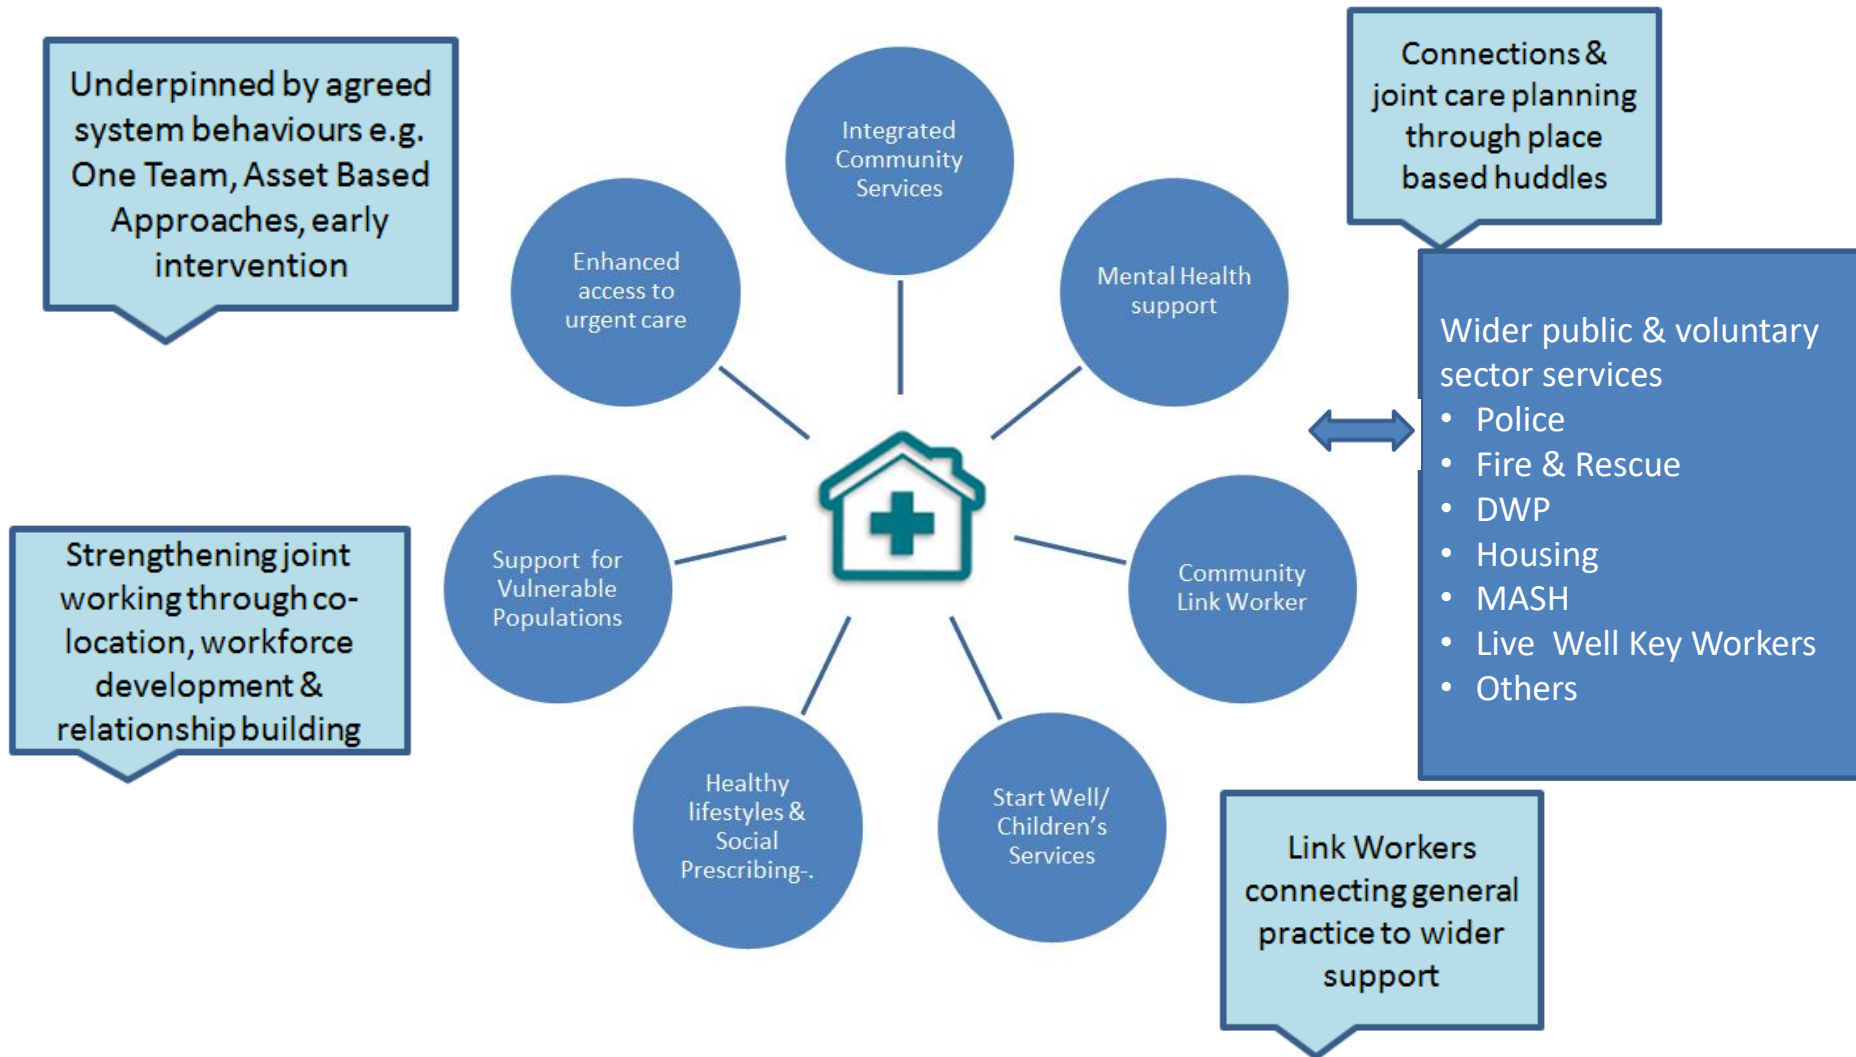 Underpinned by agreed
system behaviours e.g.
One Team, Asset Based
Approaches, early
intervention
Integrated
Community
Services
Connections &
joint care planning
through place
based huddles
Enhanced
access to
urgent care
Mental Health
support
Wider public & voluntary
sector services
• Police
• Fire & Rescue
• DWP
• Housing
• MASH
• Live  Well Key Workers
• Others
Strengthening joint
working through co-
location, workforce
development &
relationship building
Support  for
Vulnerable
Populations
Community
Link Worker
Healthy
lifestyles &
Social
Prescribing-.
Start Well/
Children’s
Services
Link Workers
connecting general
practice to wider
support